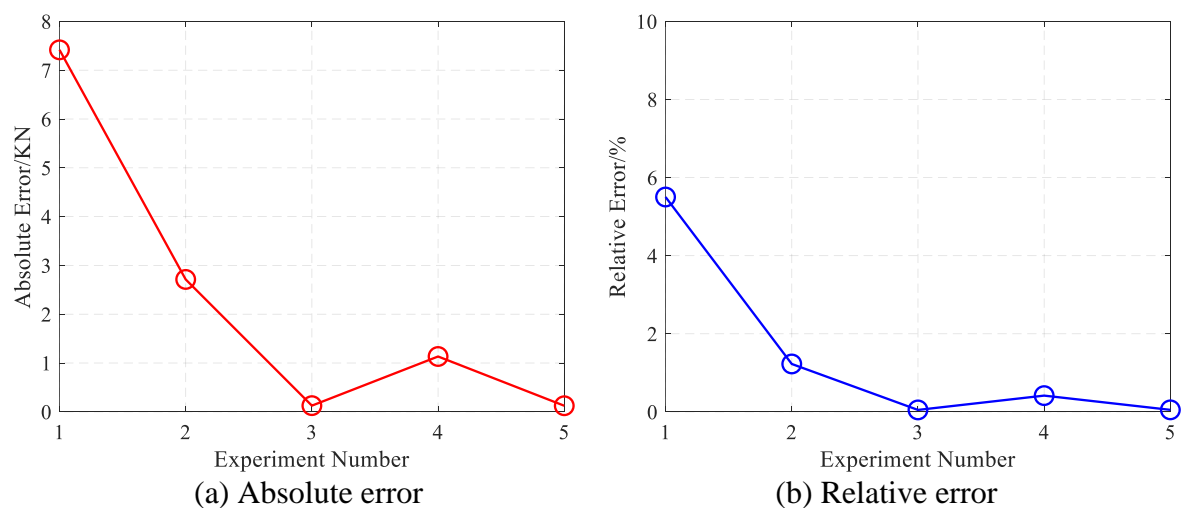 8
7
6
5
4
3
2
1
0
Absolute Error/KN
1 2 3 4 5
Experiment Number
(a) Absolute error
10
8
6
4
2
0
Relative Error/%
1 2 3 4 5
Experiment Number
(b) Relative error